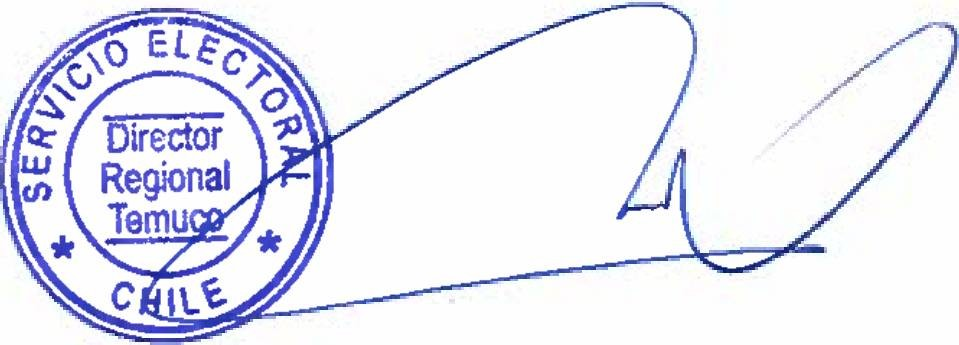 SERVICIO ELECTORAL
Director
Regional
Temuco
* CHILE *